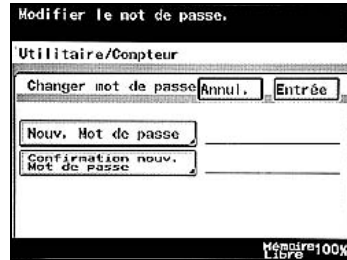 Modifier le mot de passe.
Utilitaire/Compteur
Changer mot de passe Annul. Entrée
Nouv. Mot de passe
Confirmation nouv.
Mot de passe
Mémoire 100%
Libre